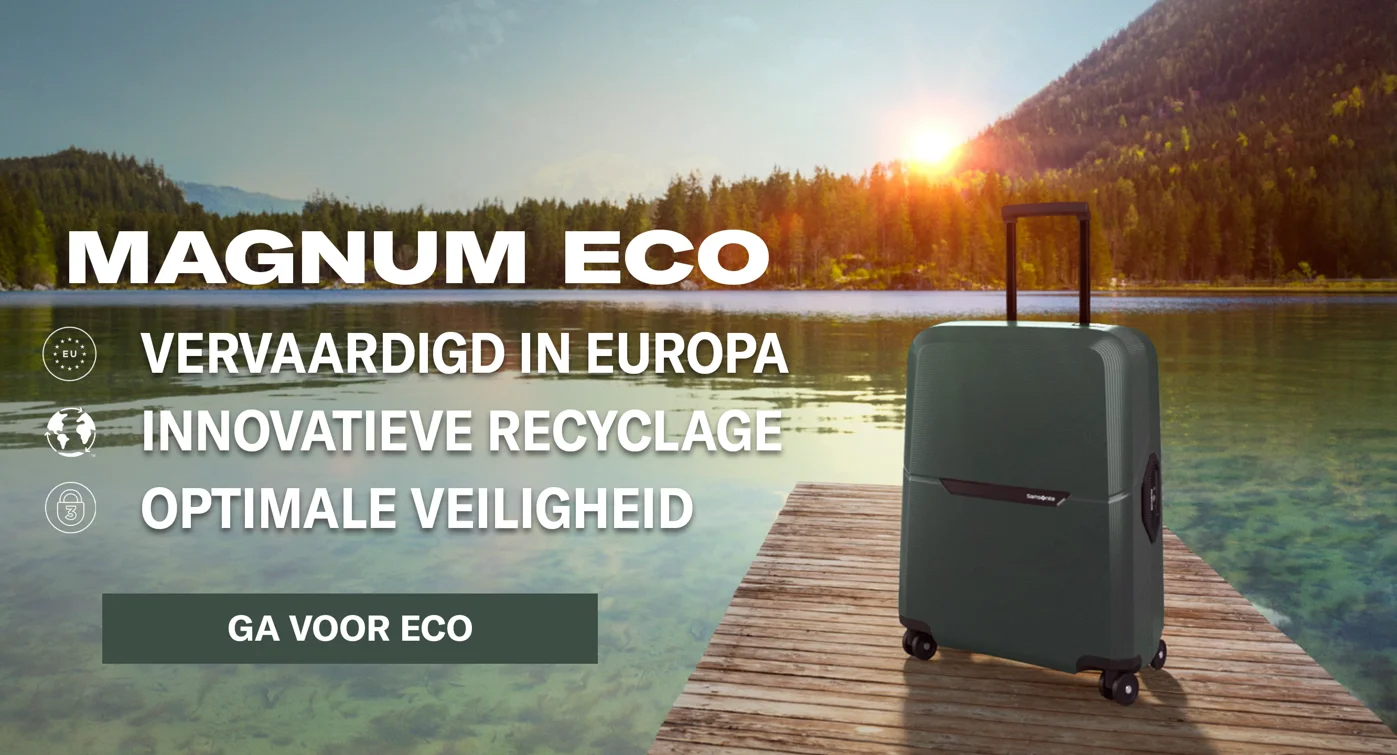 MAGNUM ECO
EU
VERVAARDIGD IN EUROPA
INNOVATIEVE RECYCLAGE
3
OPTIMALE VEILIGHEID
GA VOOR ECO
Samsonite